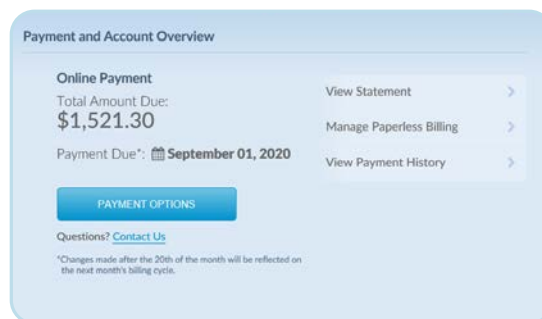 Payment and Account Overview
Online Payment
Total Amount Due:
$1,521.30
Payment Due*: September 01, 2020
PAYMENT OPTIONS
Questions? Contact Us
*Changes made after the 20th of the month will be reflected on
the next month's billing cycle.
View Statement
Manage Paperless Billing
View Payment History